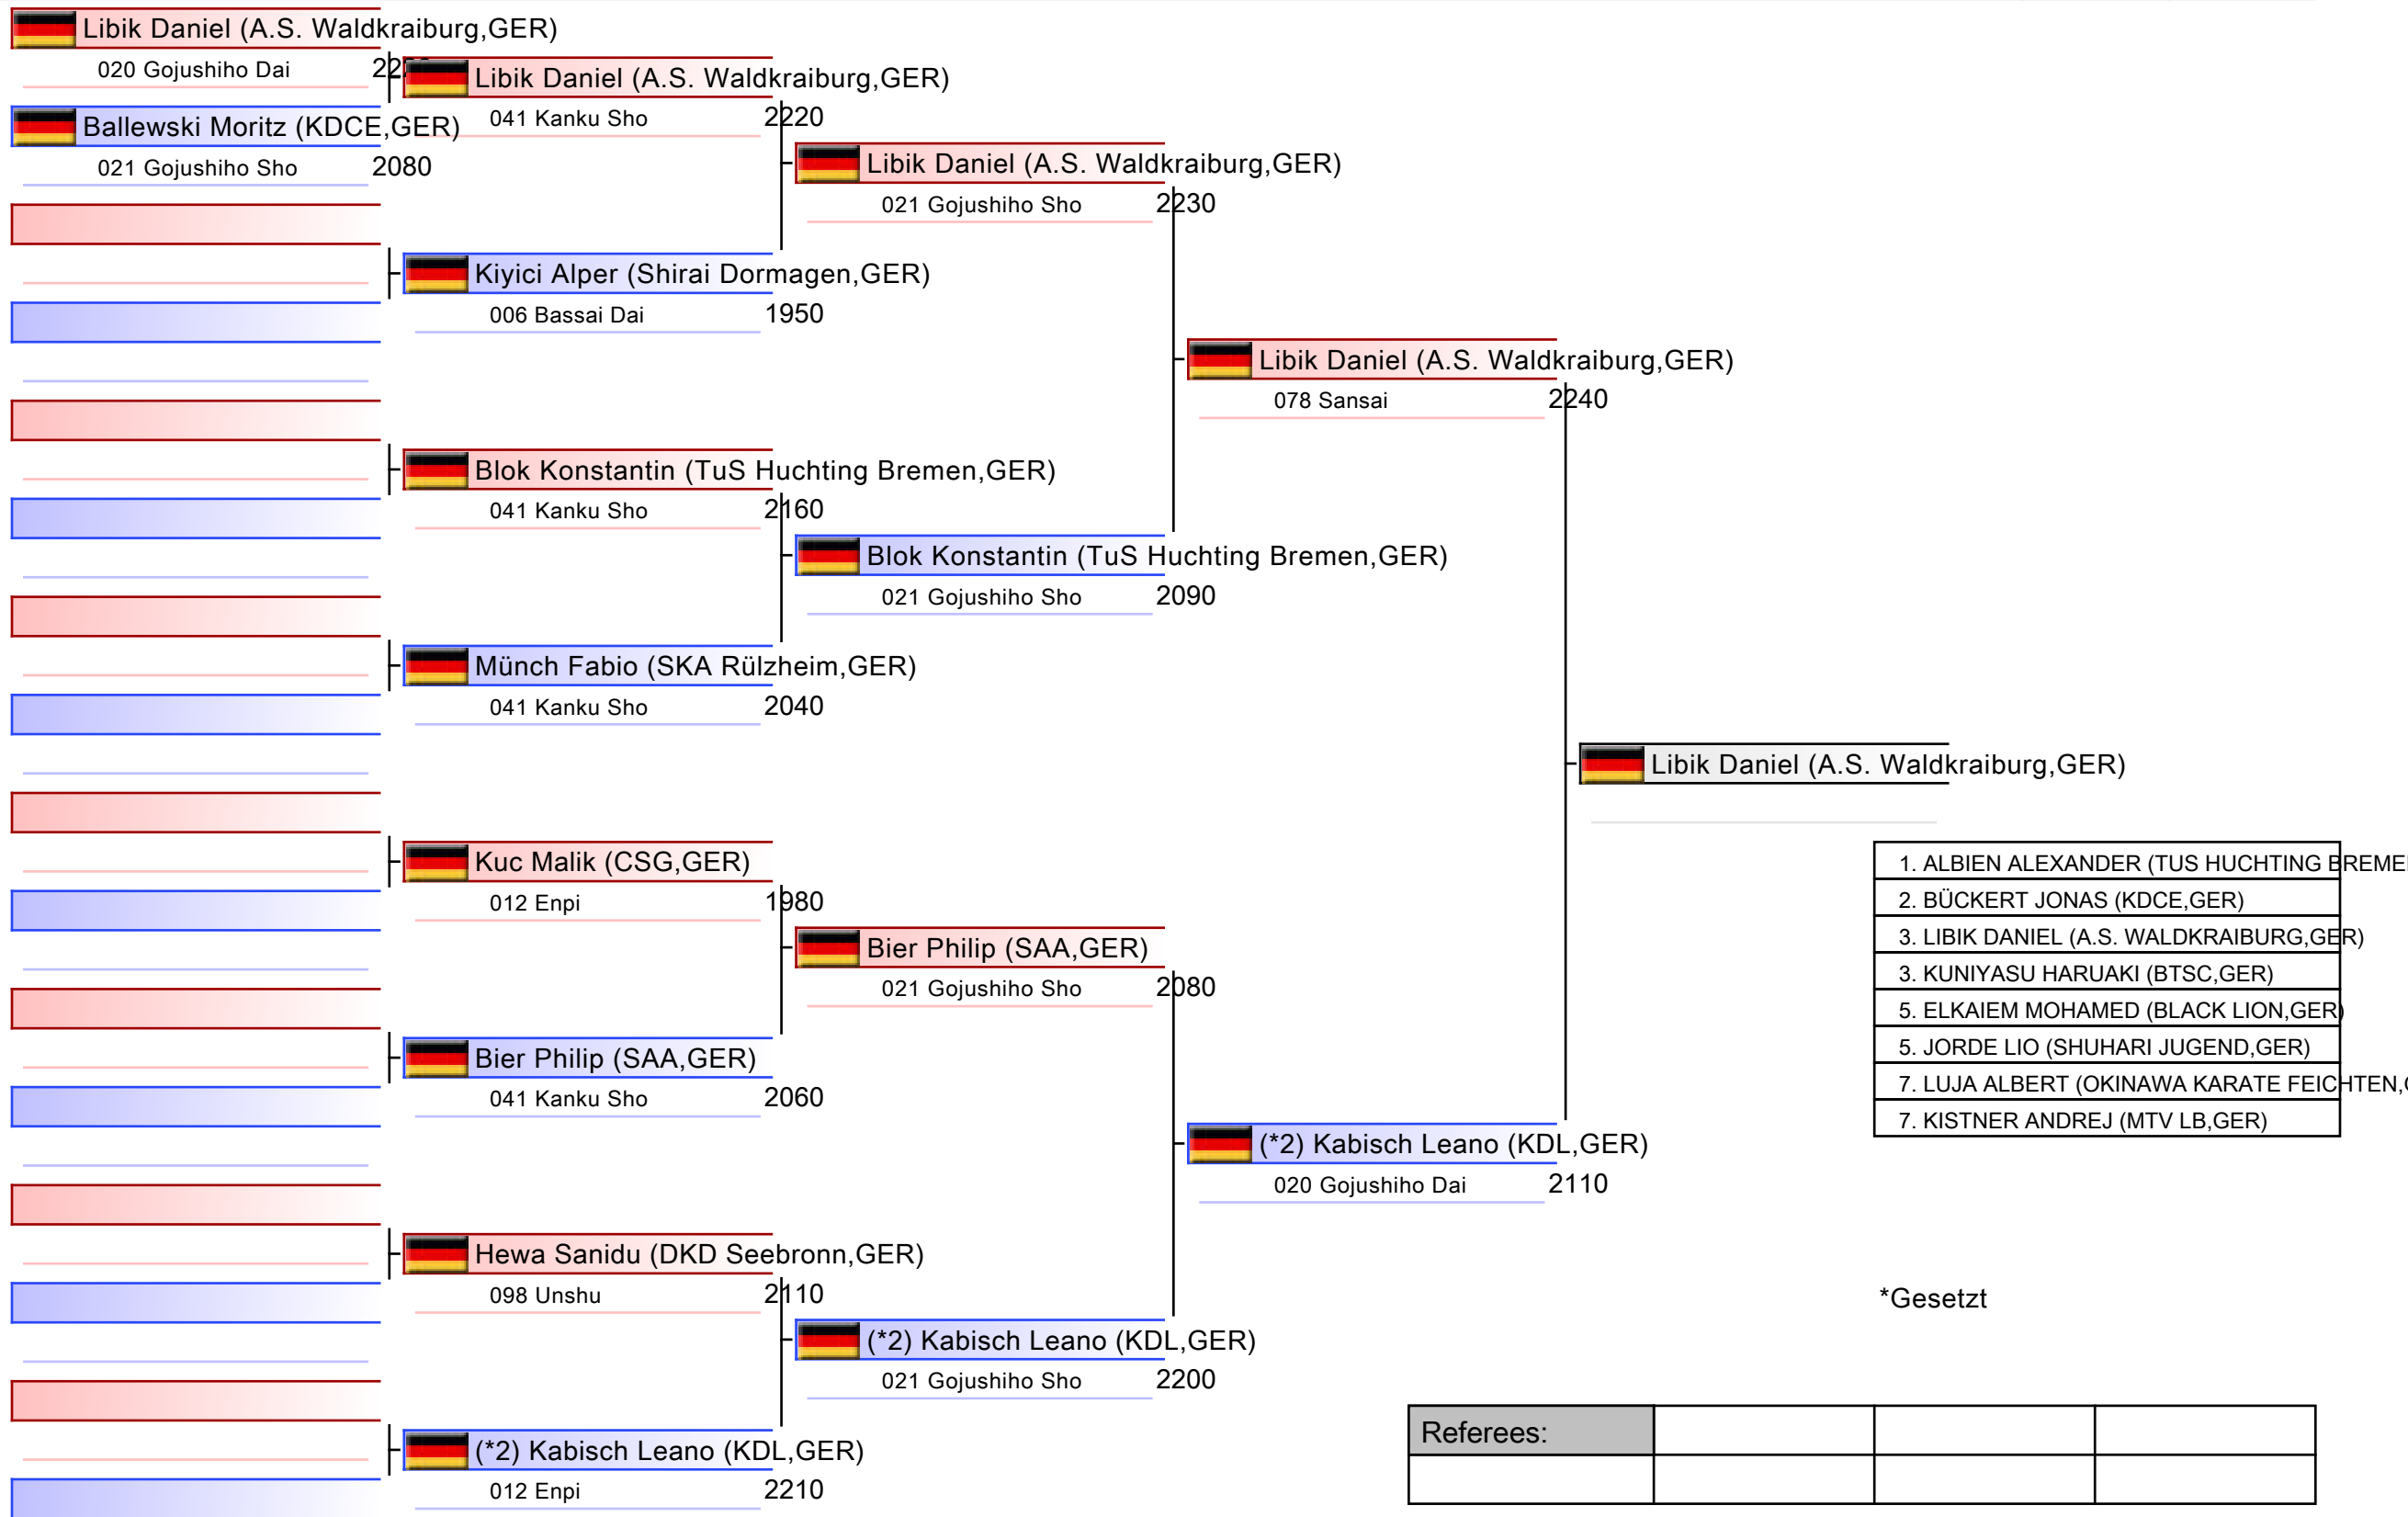 Libik Daniel (A.S. Waldkraiburg,GER)
020 Gojushiho Dai
Ballewski Moritz (KDCE,GER)
021 Gojushiho Sho 2080
Libik Daniel (A.S. Waldkraiburg,GER)
041 Kanku Sho 2220
Kiyici Alper (Shirai Dormagen,GER)
006 Bassai Dai 1950
Blok Konstantin (TuS Huchting Bremen,GER)
041 Kanku Sho 2160
Münch Fabio (SKA Rülzheim,GER)
041 Kanku Sho 2040
Kuc Malik (CSG,GER)
012 Enpi 1980
Bier Philip (SAA,GER)
041 Kanku Sho 2060
Hewa Sanidu (DKD Seebronn,GER)
098 Unshu 2110
(*2) Kabisch Leano (KDL,GER)
012 Enpi 2210
Libik Daniel (A.S. Waldkraiburg,GER)
021 Gojushiho Sho 2230
Blok Konstantin (TuS Huchting Bremen,GER)
021 Gojushiho Sho 2090
Bier Philip (SAA,GER)
021 Gojushiho Sho 2080
(*2) Kabisch Leano (KDL,GER)
021 Gojushiho Sho 2200
Libik Daniel (A.S. Waldkraiburg,GER)
078 Sansai 2240
(*2) Kabisch Leano (KDL,GER)
020 Gojushiho Dai 2110
Libik Daniel (A.S. Waldkraiburg,GER)
1. ALBIEN ALEXANDER (TUS HUCHTING
2. BÜCKERT JONAS (KDCE,GER)
3. LIBIK DANIEL (A.S. WALDKRAIBURG,GER)
3. KUNIYASU HARUAKI (BTSC,GER)
5. ELKAIEM MOHAMED (BLACK LION,GER)
5. JORDE LIO (SHUHARI JUGEND,GER)
7. LUJA ALBERT (OKINAWA KARATE FEICHTEN,
7. KISTNER ANDREJ (MTV LB,GER)
*Gesetzt
Referees: